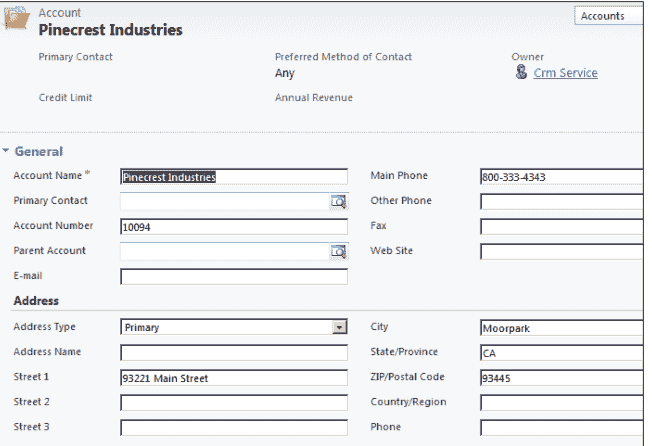 Account
Accounts
Pinecrest Industries
Primary Contact Preferred Method of Contact Owner
Any Crm Service
Credit Limit Annual Revenue
General
Account Name * Pinecrest Industries Main Phone 800-333-4343
Primary Contact Other Phone
Account Number 10094 Fax
Parent Account Web Site
E-mail
Address
Address Type Primary City Moorpark
Address Name State/Province CA
Street 1 93221 Main Street ZIP/Postal Code 93445
Street 2 Country/Region
Street 3 Phone